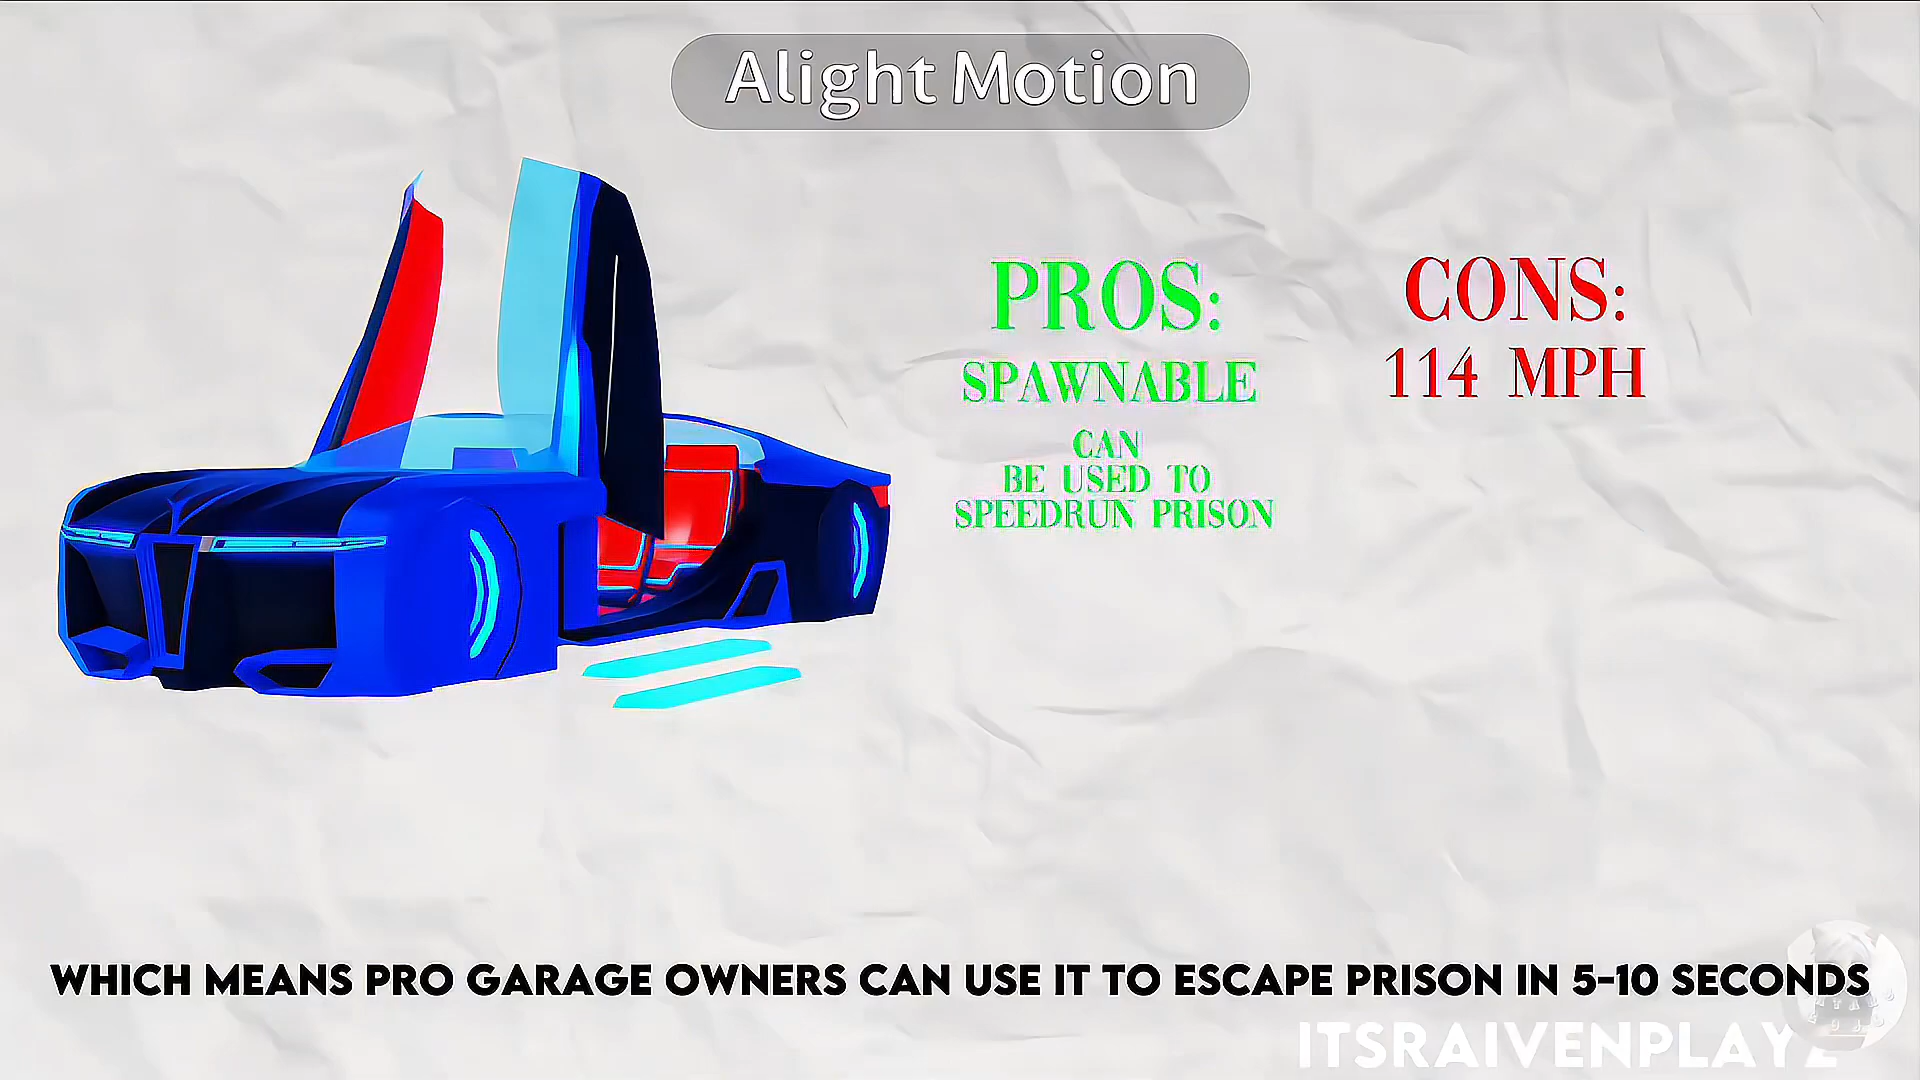 Alight Motion
PROS:
SPAWNABLE
CAN
BE USED TO
SPEEDRUN PRISON
CONS:
114 MPH
WHICH MEANS PRO GARAGE OWNERS CAN USE IT TO ESCAPE PRISON IN 5-10 SECONDS
ITSRAIVENPLAYZ